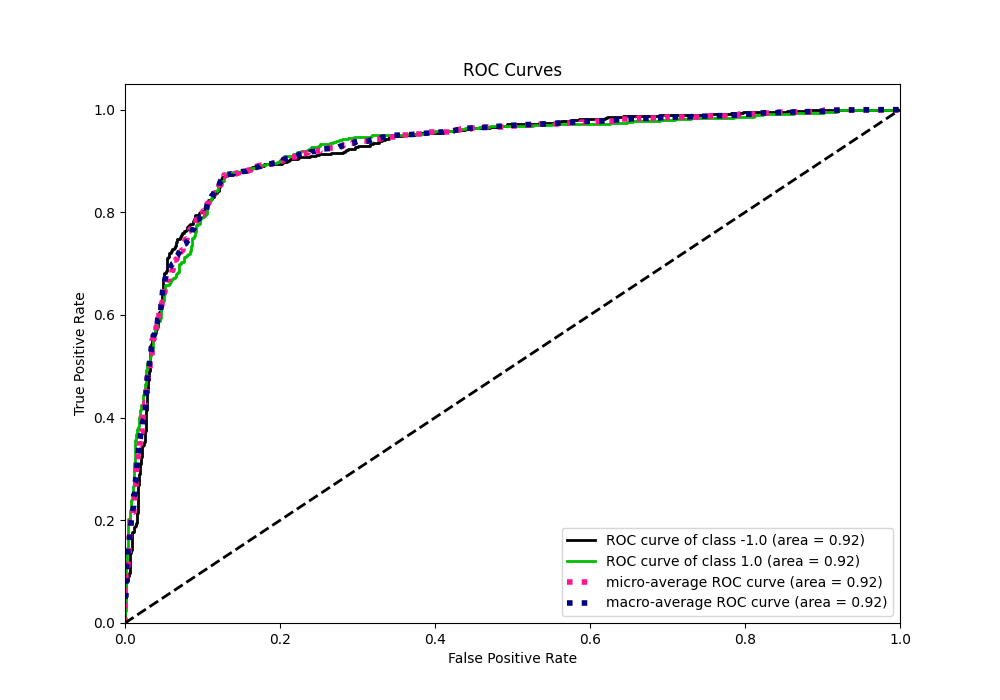 ROC Curves
True Positive Rate
1.0
0.8
0.6
0.4
0.2
0.0
0.0 0.2 0.4 0.6 0.8 1.0
False Positive Rate
ROC curve of class -1.0 (area = 0.92)
ROC curve of class 1.0 (area = 0.92)
micro-average ROC curve (area = 0.92)
macro-average ROC curve (area = 0.92)